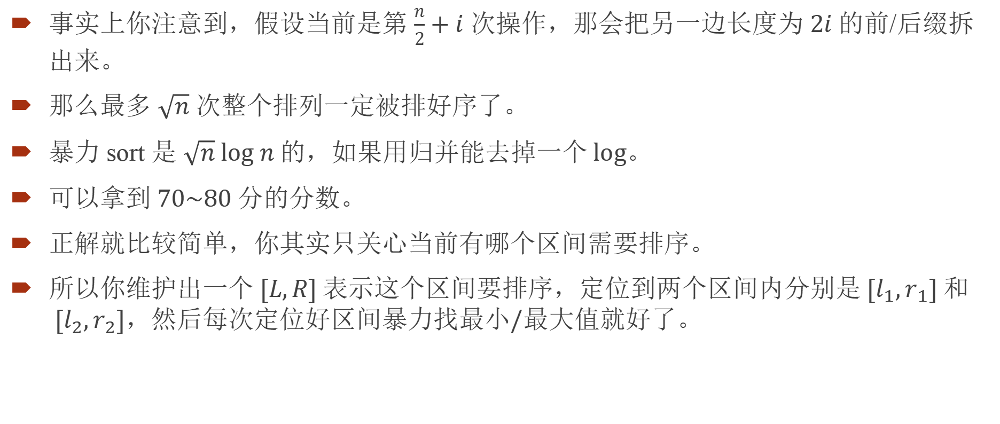 事实上你注意到，假设当前是第 n/2 + i 次操作，那会把另一边长度为 2i 的前/后缀拆
出来。
那么最多 √n 次整个排列一定被排好序了。
暴力 sort 是 √n log n 的，如果用归并能去掉一个 log。
可以拿到 70~80 分的分数。
正解就比较简单，你其实只关心当前有哪个区间需要排序。
所以你维护出一个 [L, R] 表示这个区间要排序，定位到两个区间内分别是 [l₁, r₁] 和
[l₂, r₂]，然后每次定位好区间暴力找最小/最大值就好了。